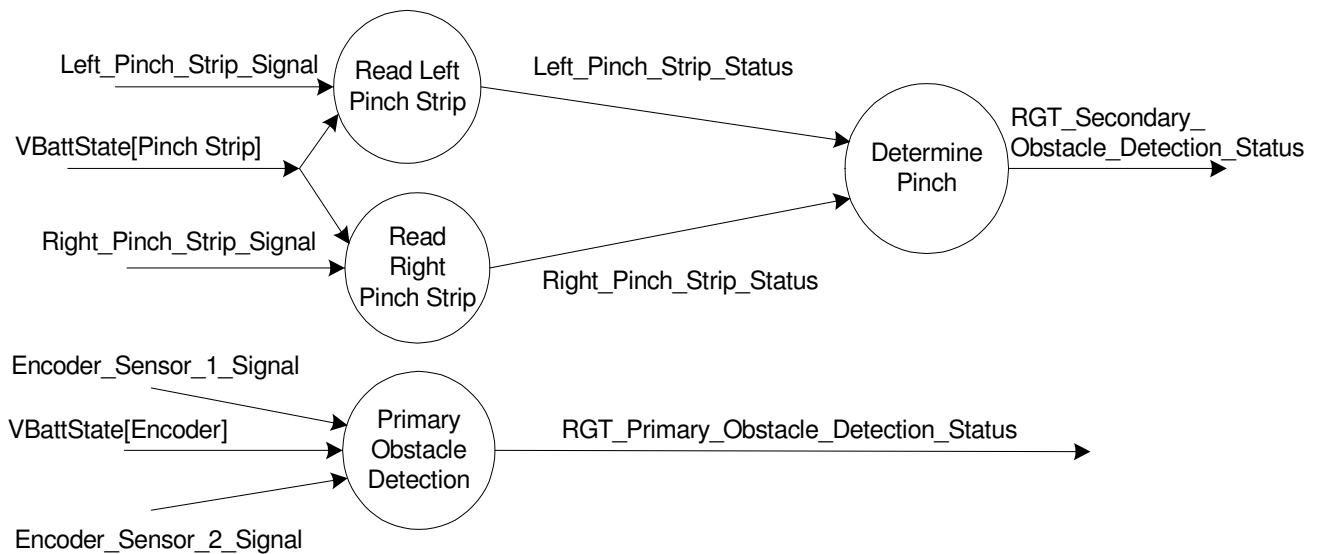 Left_Pinch_Strip_Signal
Read Left
Pinch Strip
Left_Pinch_Strip_Status
VBattState[Pinch Strip]
Determine
Pinch
RGT_Secondary_
Obstacle_Detection_Status
Right_Pinch_Strip_Signal
Read
Right
Pinch Strip
Right_Pinch_Strip_Status
Encoder_Sensor_1_Signal
VBattState[Encoder]
Primary
Obstacle
Detection
RGT_Primary_Obstacle_Detection_Status
Encoder_Sensor_2_Signal